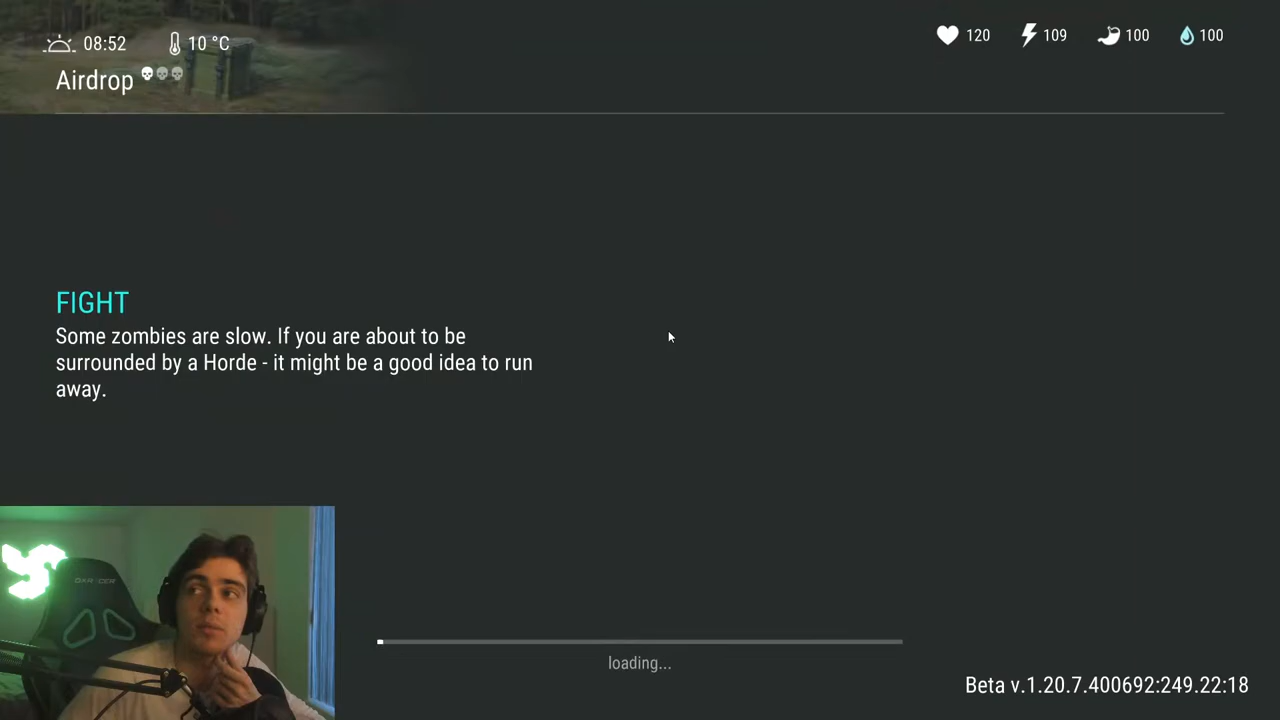 08:52
10 °C
120
109
100
100
Airdrop
FIGHT
Some zombies are slow. If you are about to be
surrounded by a Horde - it might be a good idea to run
away.
loading...
Beta v.1.20.7.400692:249.22:18